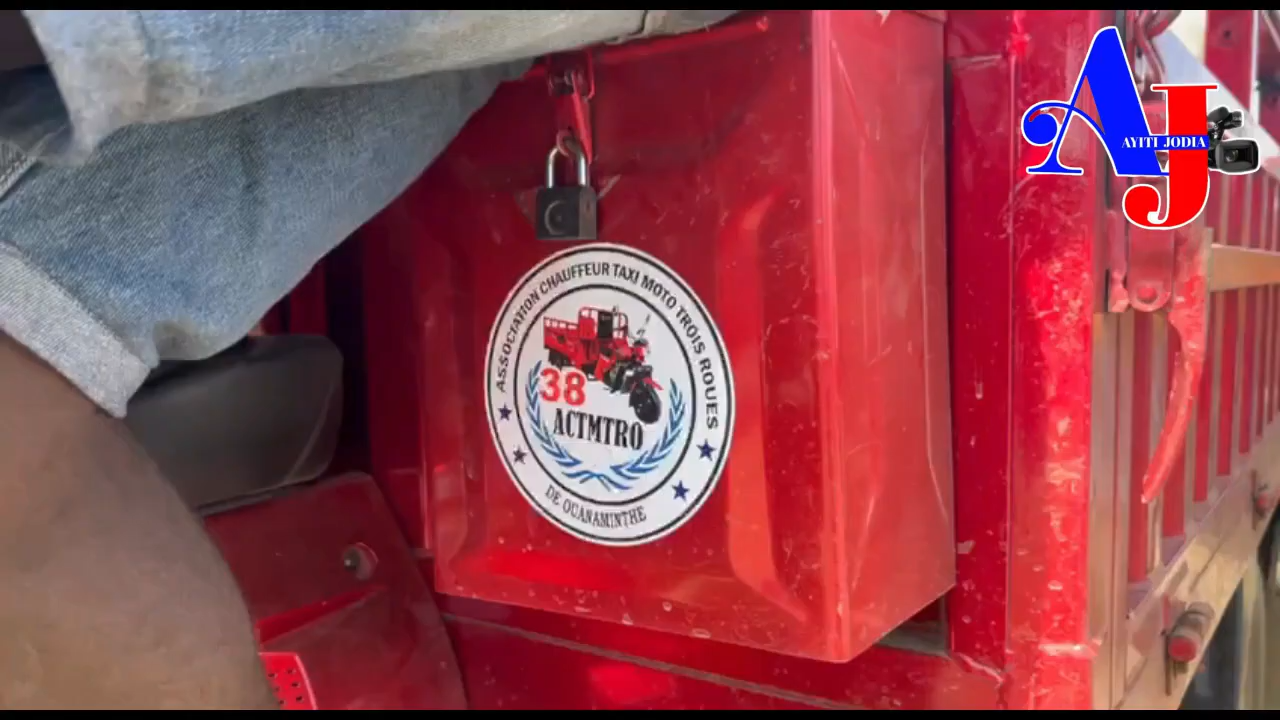 AYITI JODIA
AJ
ASSOCIATION CHAUFFEUR TAXI MOTO TROIS ROUES
38
ACTMTRO
DE OUANAMINTHE